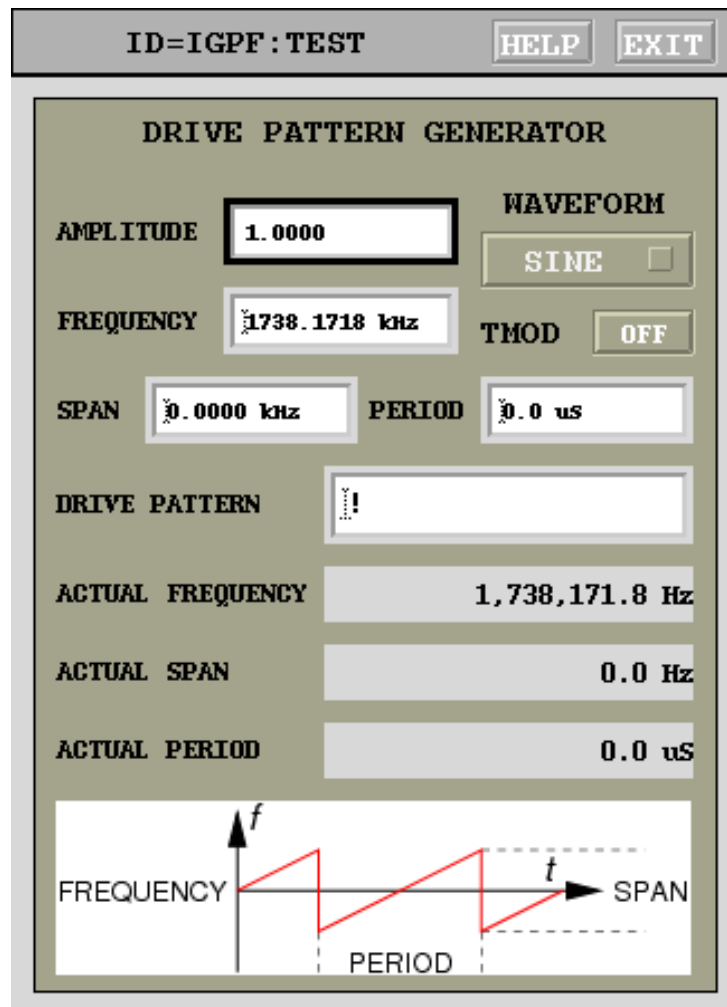 ID=IGPF:TEST HELP EXIT
DRIVE PATTERN GENERATOR
WAVEFORM
AMPLITUDE 1.0000
SINE
FREQUENCY 1738.1718 kHz
TMOD OFF
SPAN 0.0000 kHz PERIOD 0.0 uS
DRIVE PATTERN !
ACTUAL FREQUENCY 1,738,171.8 Hz
ACTUAL SPAN 0.0 Hz
ACTUAL PERIOD 0.0 uS
f
FREQUENCY t SPAN
PERIOD